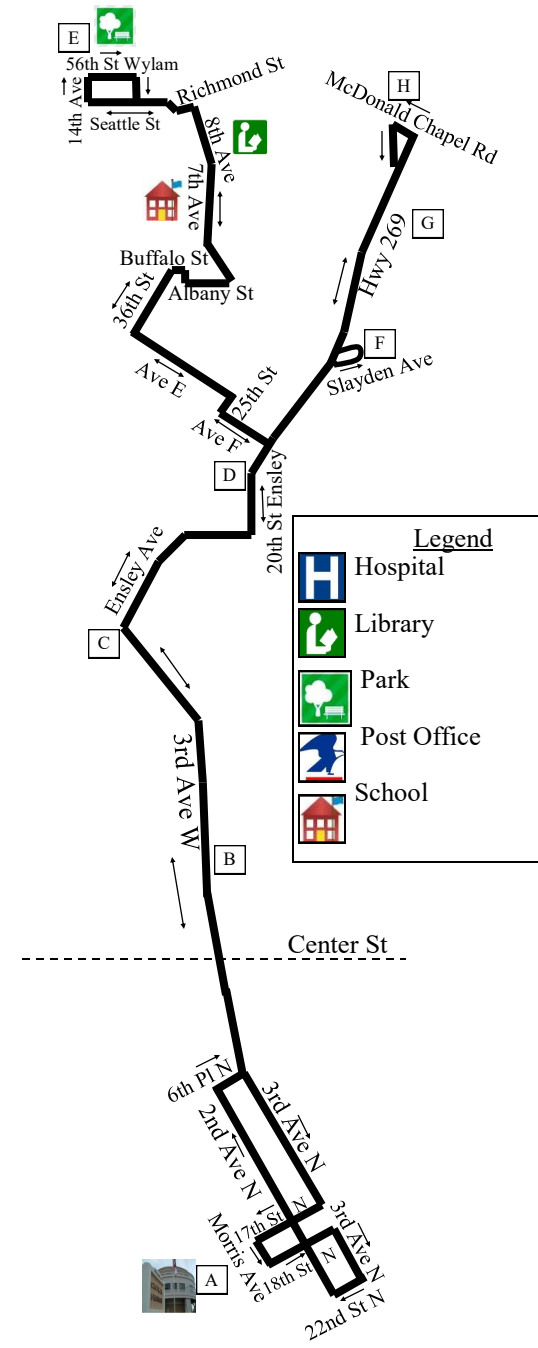 E
56th St Wylam
14th Ave
Seattle St
Richmond St
8th Ave
7th Ave
H
McDonald Chapel Rd
G
Hwy 269
Buffalo St
Albany St
36th St
F
Slayden Ave
Ave E
25th St
Ave F
D
20th St Ensley
Ensley Ave
C
Legend
H
Hospital
Library
Park
Post Office
School
3rd Ave W
B
Center St
6th Pl N
3rd Ave N
2nd Ave N
17th St N
3rd Ave N
Morris Ave
18th St N
A
22nd St N